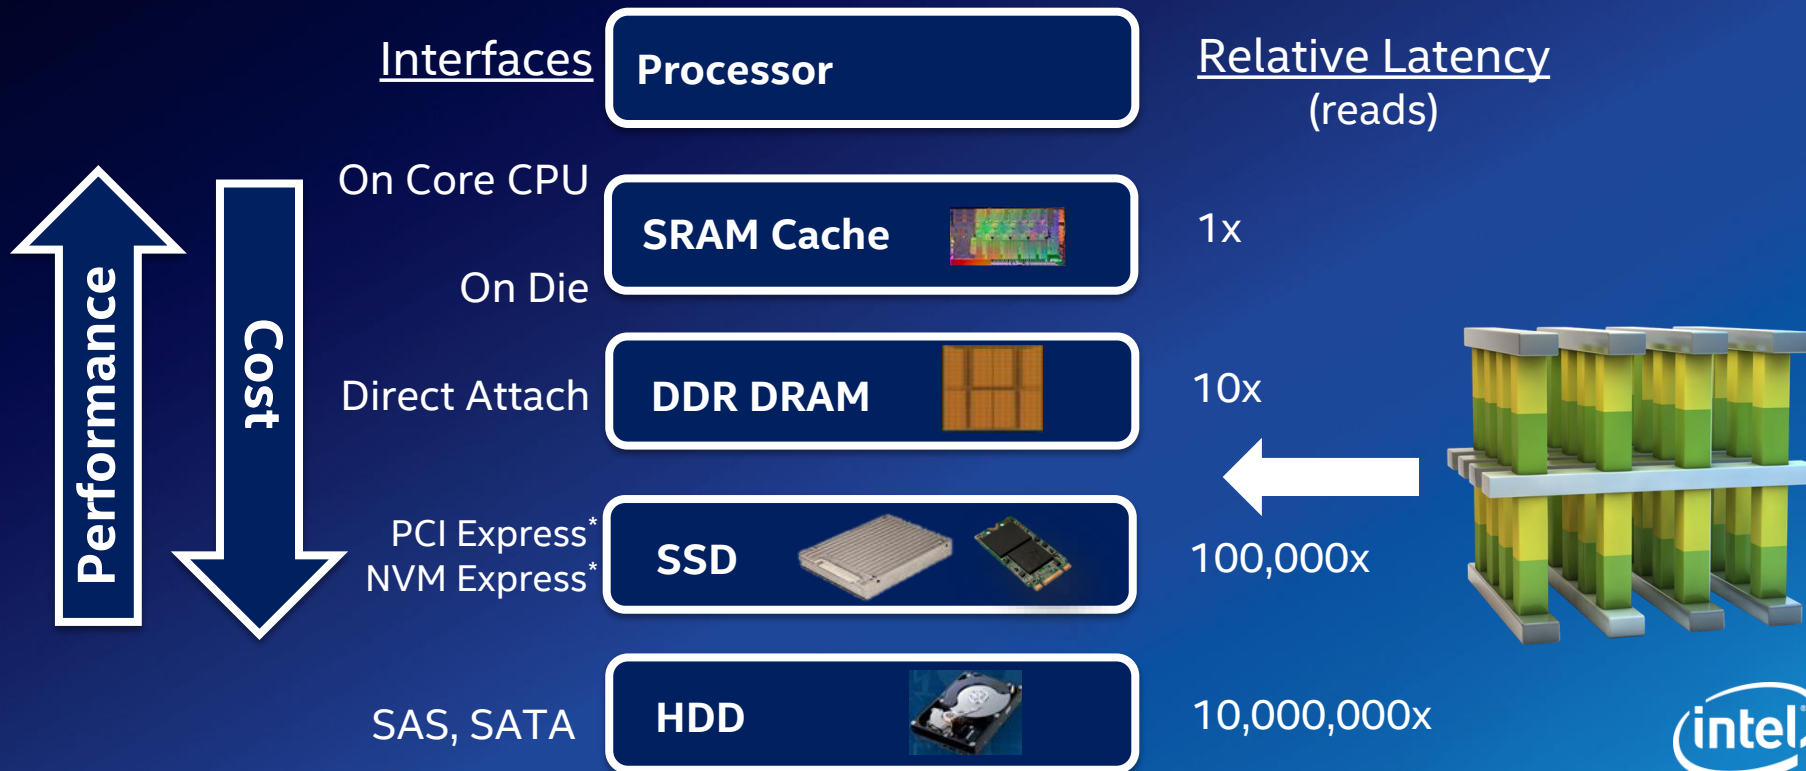 Interfaces
Processor
Relative Latency
(reads)
On Core CPU
SRAM Cache
1x
On Die
Performance
Cost
Direct Attach
DDR DRAM
10x
PCI Express*
NVM Express*
SSD
100,000x
SAS, SATA
HDD
10,000,000x
intel